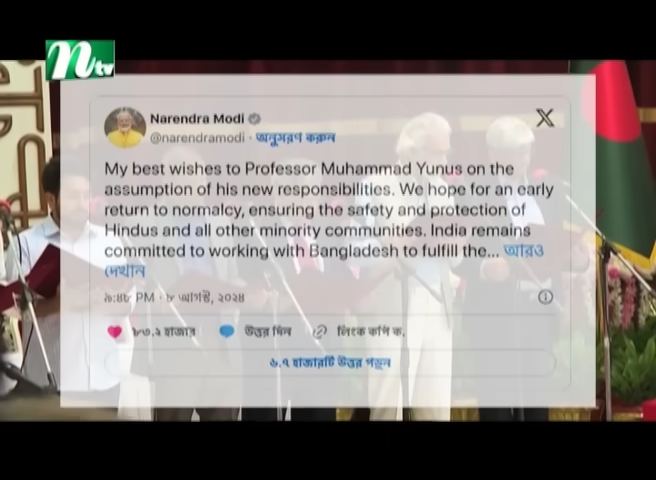 ntv
Narendra Modi
@narendramodi · অনুসরণ করুন
My best wishes to Professor Muhammad Yunus on the
assumption of his new responsibilities. We hope for an early
return to normalcy, ensuring the safety and protection of
Hindus and all other minority communities. India remains
committed to working with Bangladesh to fulfill the... আরও
দেখান
৯:৪৮ PM · ৮ আগস্ট, ২০২৪
৮৩.২ হাজার উত্তর দিন লিংকে কপি ক.
৬.৭ হাজারটি উত্তর পড়ুন